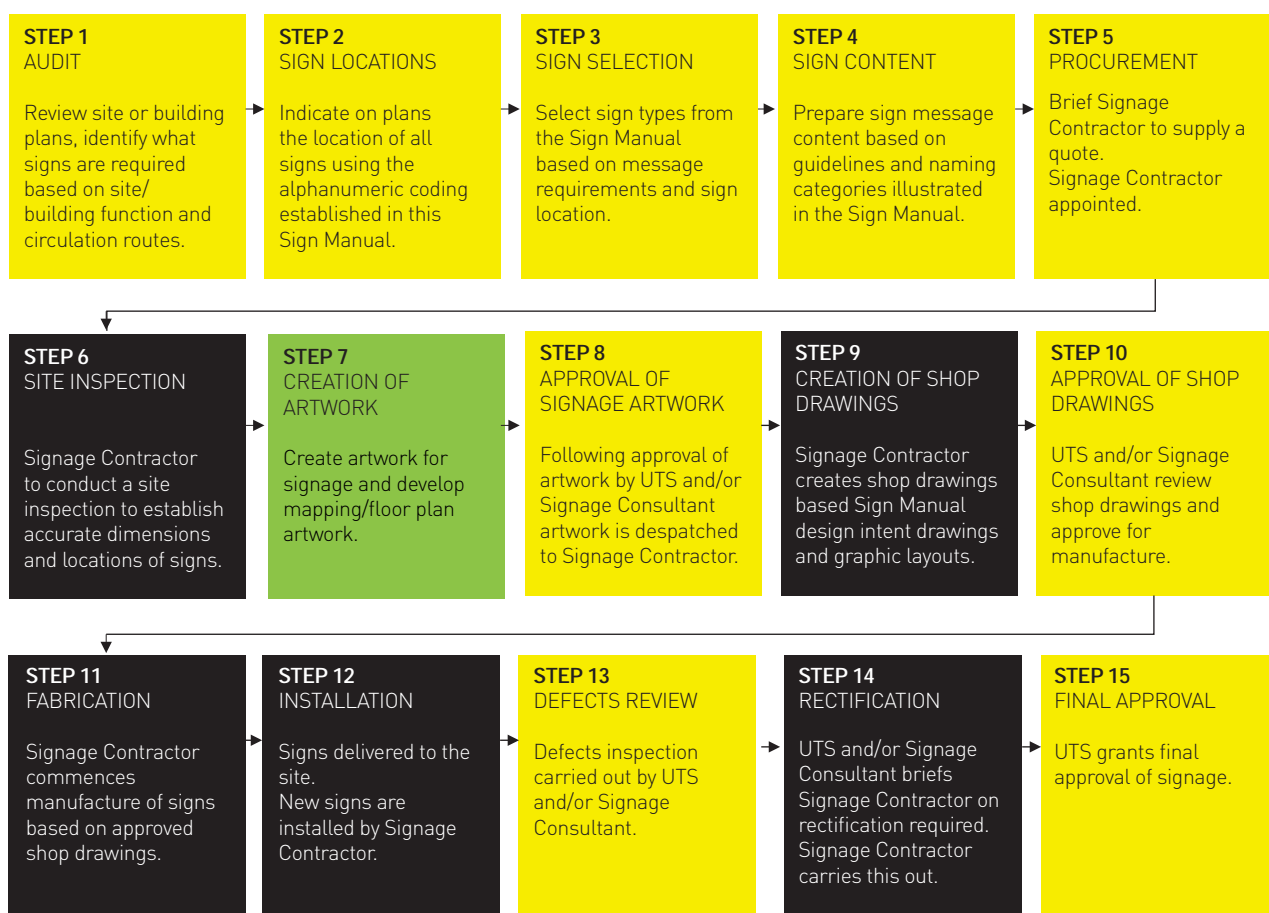 STEP 1
AUDIT
Review site or building
plans, identify what
signs are required
based on site/
building function and
circulation routes.
STEP 2
SIGN LOCATIONS
Indicate on plans
the location of all
signs using the
alphanumeric coding
established in this
Sign Manual.
STEP 3
SIGN SELECTION
Select sign types from
the Sign Manual
based on message
requirements and sign
location.
STEP 4
SIGN CONTENT
Prepare sign message
content based on
guidelines and naming
categories illustrated
in the Sign Manual.
STEP 5
PROCUREMENT
Brief Signage
Contractor to supply a
quote.
Signage Contractor
appointed.
STEP 6
SITE INSPECTION
Signage Contractor
to conduct a site
inspection to establish
accurate dimensions
and locations of signs.
STEP 7
CREATION OF
ARTWORK
Create artwork for
signage and develop
mapping/floor plan
artwork.
STEP 8
APPROVAL OF
SIGNAGE ARTWORK
Following approval of
artwork by UTS and/or
Signage Consultant
artwork is despatched
to Signage Contractor.
STEP 9
CREATION OF SHOP
DRAWINGS
Signage Contractor
creates shop drawings
based Sign Manual
design intent drawings
and graphic layouts.
STEP 10
APPROVAL OF SHOP
DRAWINGS
UTS and/or Signage
Consultant review
shop drawings and
approve for
manufacture.
STEP 11
FABRICATION
Signage Contractor
commences
manufacture of signs
based on approved
shop drawings.
STEP 12
INSTALLATION
Signs delivered to the
site.
New signs are
installed by Signage
Contractor.
STEP 13
DEFECTS REVIEW
Defects inspection
carried out by UTS
and/or Signage
Consultant.
STEP 14
RECTIFICATION
UTS and/or Signage
Consultant briefs
Signage Contractor on
rectification required.
Signage Contractor
carries this out.
STEP 15
FINAL APPROVAL
UTS grants final
approval of signage.